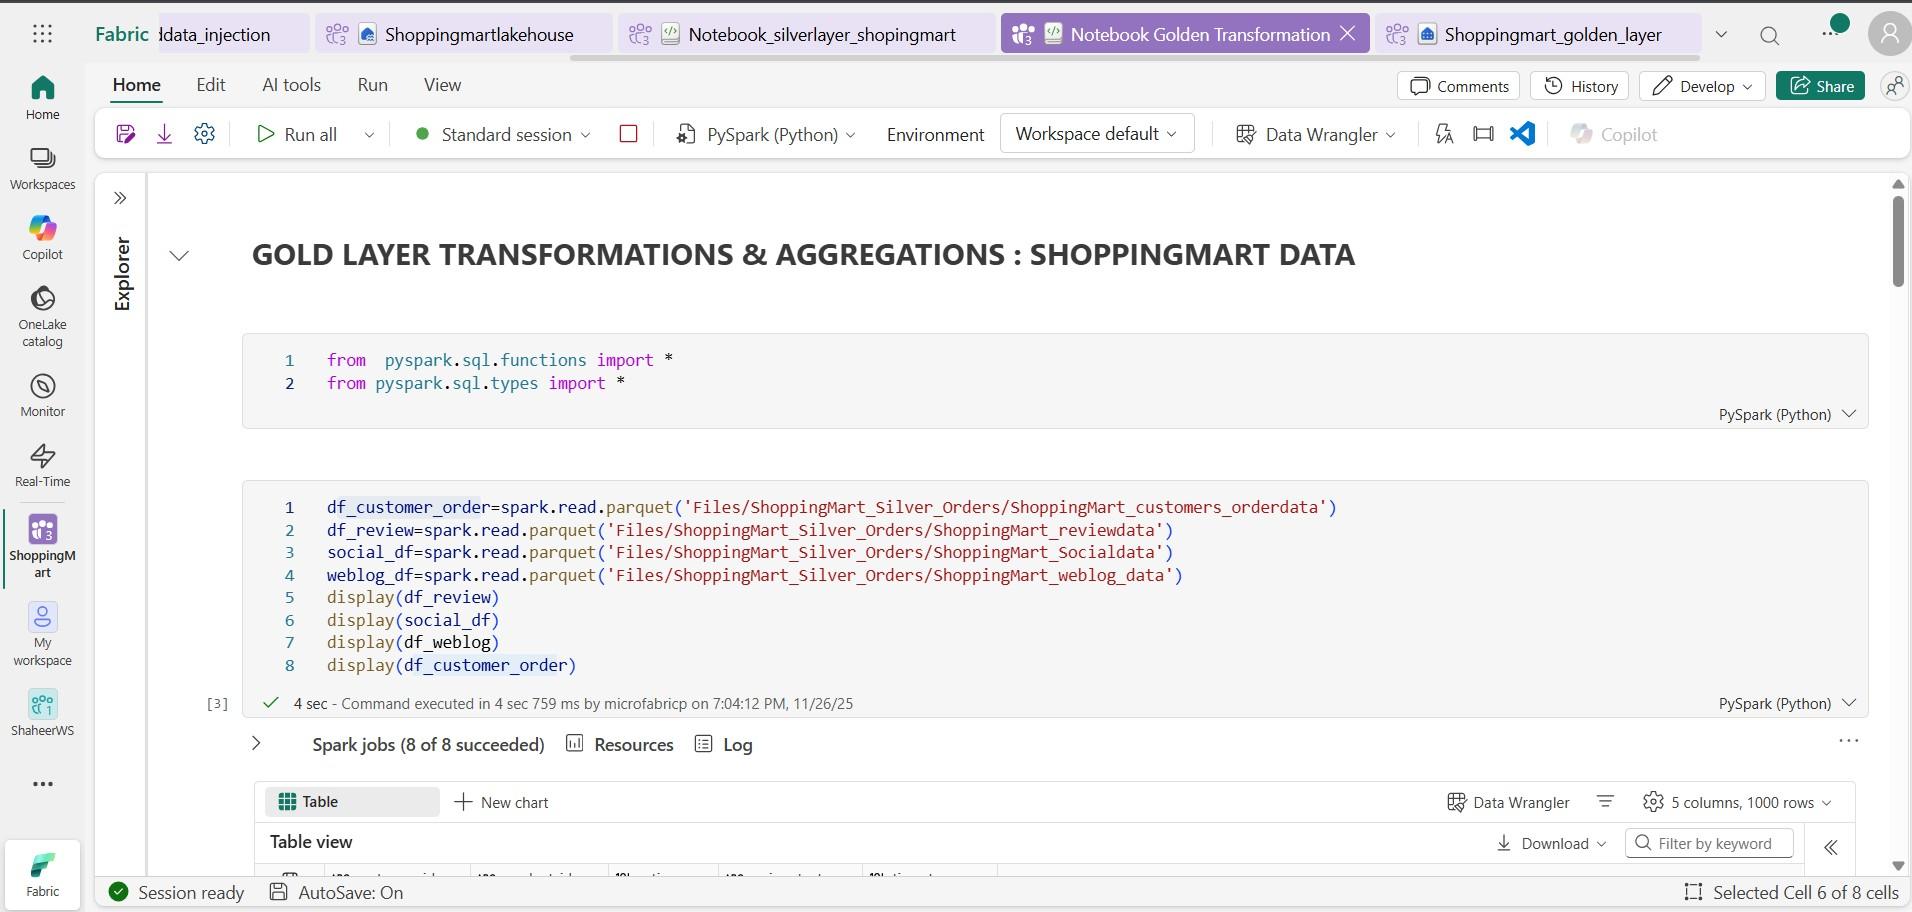 Fabric
ddata_injection
Shoppingmartlakehouse
Notebook_silverlayer_shopingmart
Notebook Golden Transformation
Shoppingmart_golden_layer
Home
Edit
AI tools
Run
View
Comments
History
Develop
Share
Run all
Standard session
PySpark (Python)
Environment
Workspace default
Data Wrangler
Copilot
Home
Workspaces
Copilot
OneLake
catalog
Monitor
Real-Time
ShoppingM
art
My
workspace
ShaheerWS
Fabric
Explorer
GOLD LAYER TRANSFORMATIONS & AGGREGATIONS : SHOPPINGMART DATA
1 from  pyspark.sql.functions import *
2 from pyspark.sql.types import *
PySpark (Python)
1 df_customer_order=spark.read.parquet('Files/ShoppingMart_Silver_Orders/ShoppingMart_customers_orderdata')
2 df_review=spark.read.parquet('Files/ShoppingMart_Silver_Orders/ShoppingMart_reviewdata')
3 social_df=spark.read.parquet('Files/ShoppingMart_Silver_Orders/ShoppingMart_Socialdata')
4 weblog_df=spark.read.parquet('Files/ShoppingMart_Silver_Orders/ShoppingMart_weblog_data')
5 display(df_review)
6 display(social_df)
7 display(df_weblog)
8 display(df_customer_order)
[3]
4 sec - Command executed in 4 sec 759 ms by microfabricp on 7:04:12 PM, 11/26/25
PySpark (Python)
Spark jobs (8 of 8 succeeded)
Resources
Log
Table
New chart
Data Wrangler
5 columns, 1000 rows
Table view
Download
Filter by keyword
Session ready
AutoSave: On
Selected Cell 6 of 8 cells